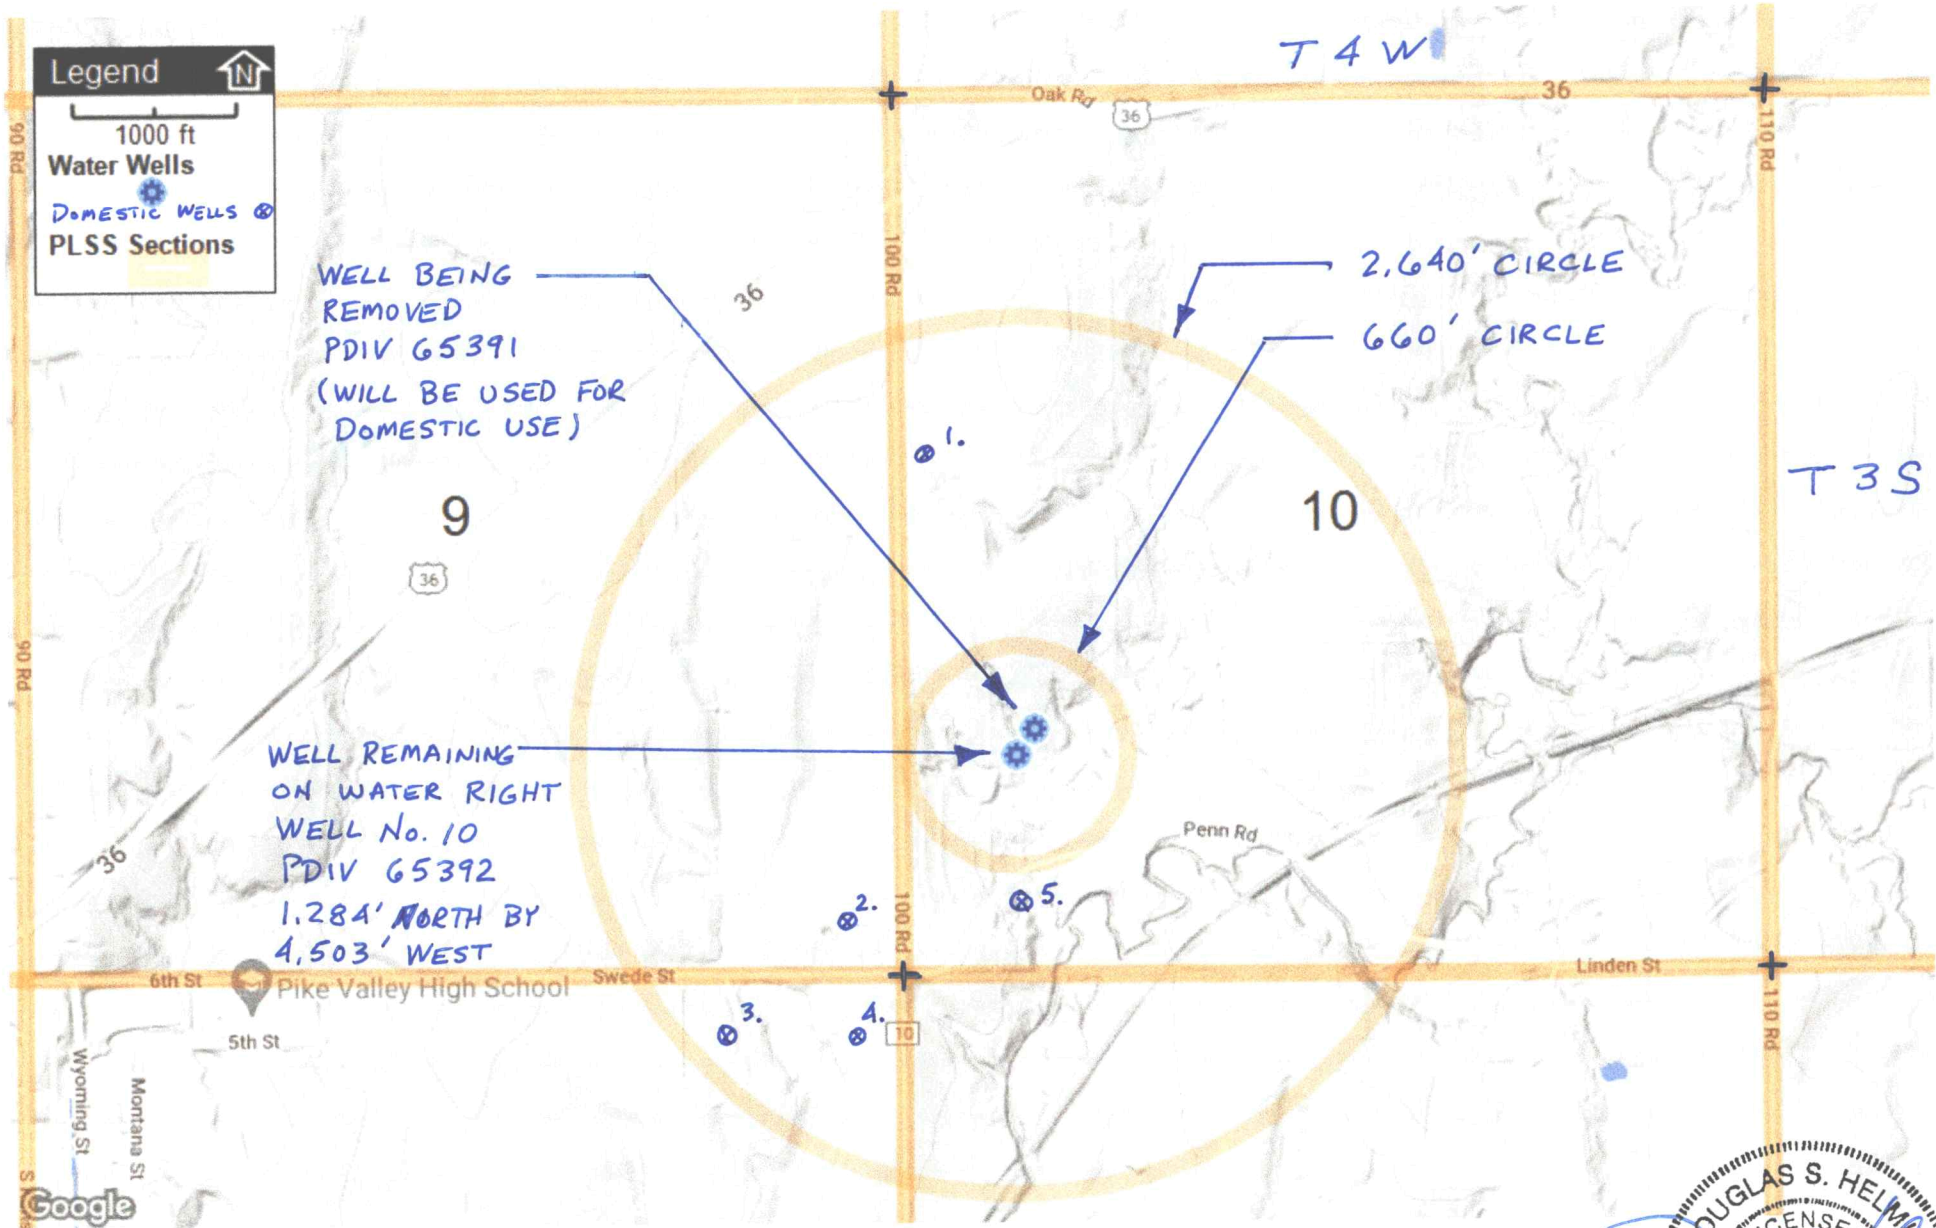 T 4 W
Legend
N
1000 ft
Water Wells
DOMESTIC WELLS
PLSS Sections
Oak Rd
36
36
90 Rd
110 Rd
100 Rd
36
WELL BEING
REMOVED
PDIV 65391
(WILL BE USED FOR
DOMESTIC USE)
2,640' CIRCLE
660' CIRCLE
1.
9
10
T 3 S
36
90 Rd
WELL REMAINING
ON WATER RIGHT
WELL No. 10
PDIV 65392
1,284' NORTH BY
4,503' WEST
36
Penn Rd
2.
5.
100 Rd
6th St
Pike Valley High School
Swede St
Linden St
3.
4.
10
110 Rd
5th St
Wyoming St
Montana St
Google
DOUGLAS S.